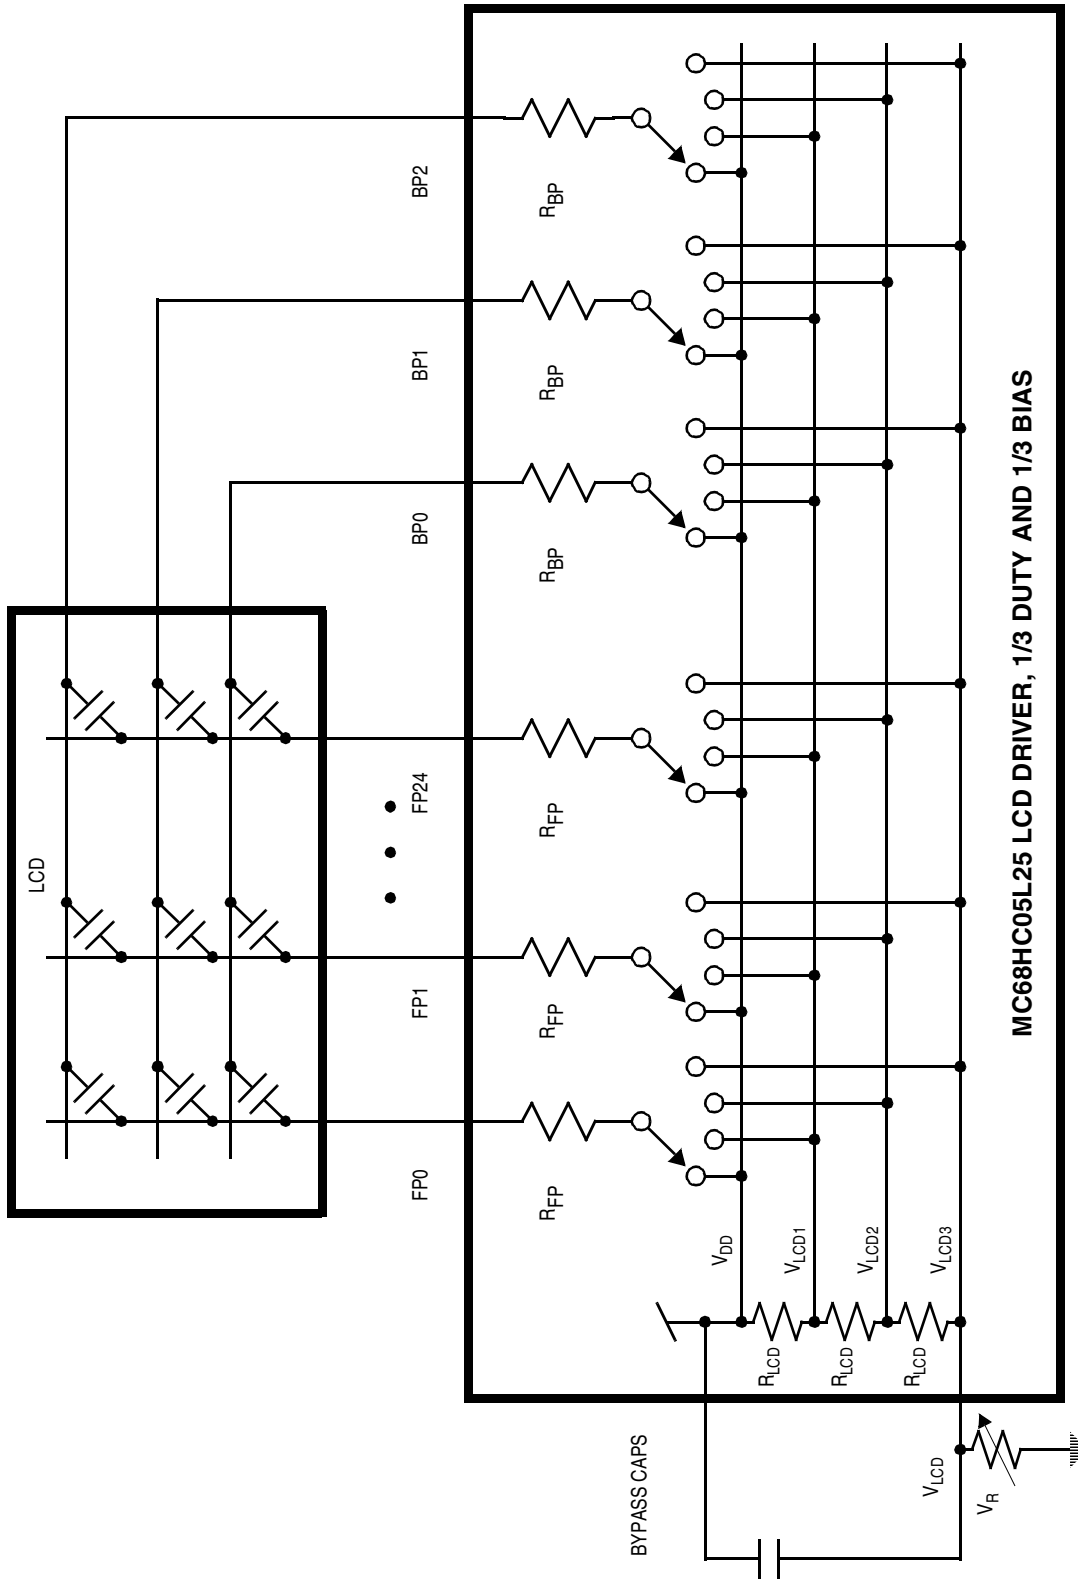 LCD
BP2
BP1
BP0
FP24
FP1
FP0
RBP
RBP
RBP
RFP
RFP
RFP
VDD
VLCD1
VLCD2
VLCD3
RLCD
RLCD
RLCD
BYPASS CAPS
VLCD
VR
MC68HC05L25 LCD DRIVER, 1/3 DUTY AND 1/3 BIAS